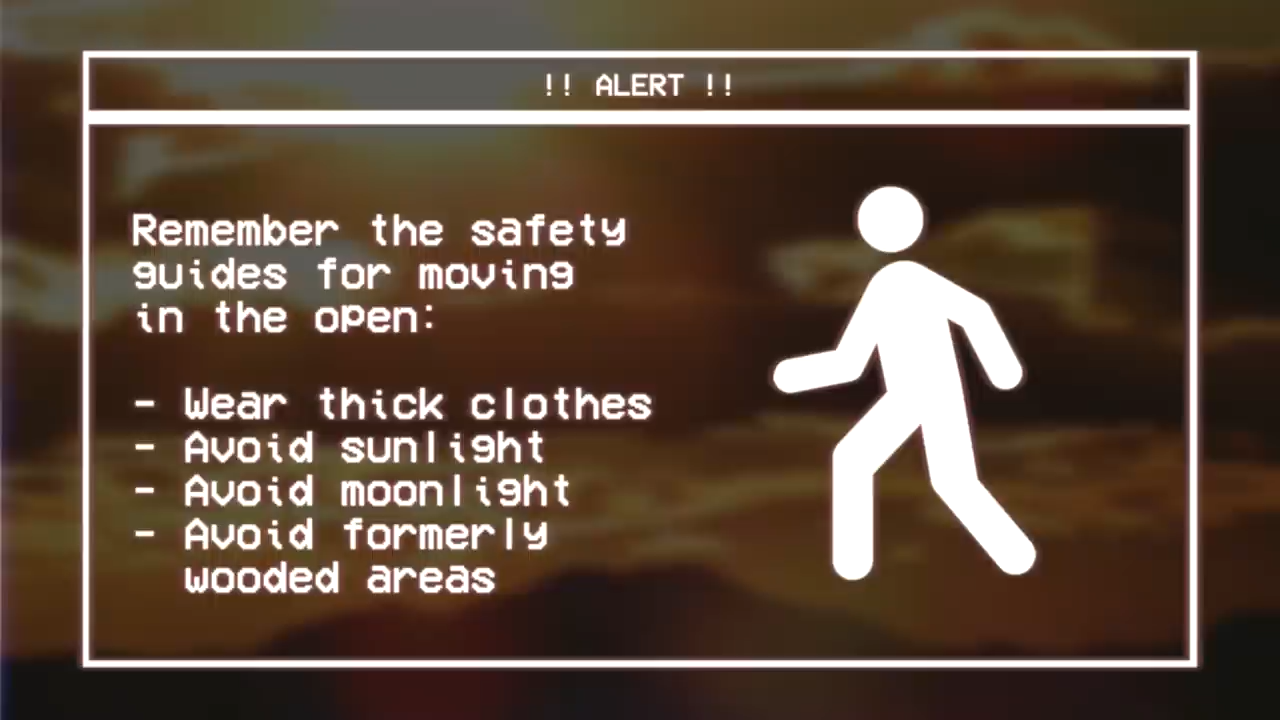 !! ALERT !!
Remember the safety
guides for moving
in the open:
- Wear thick clothes
- Avoid sunlight
- Avoid moonlight
- Avoid formerly
wooded areas